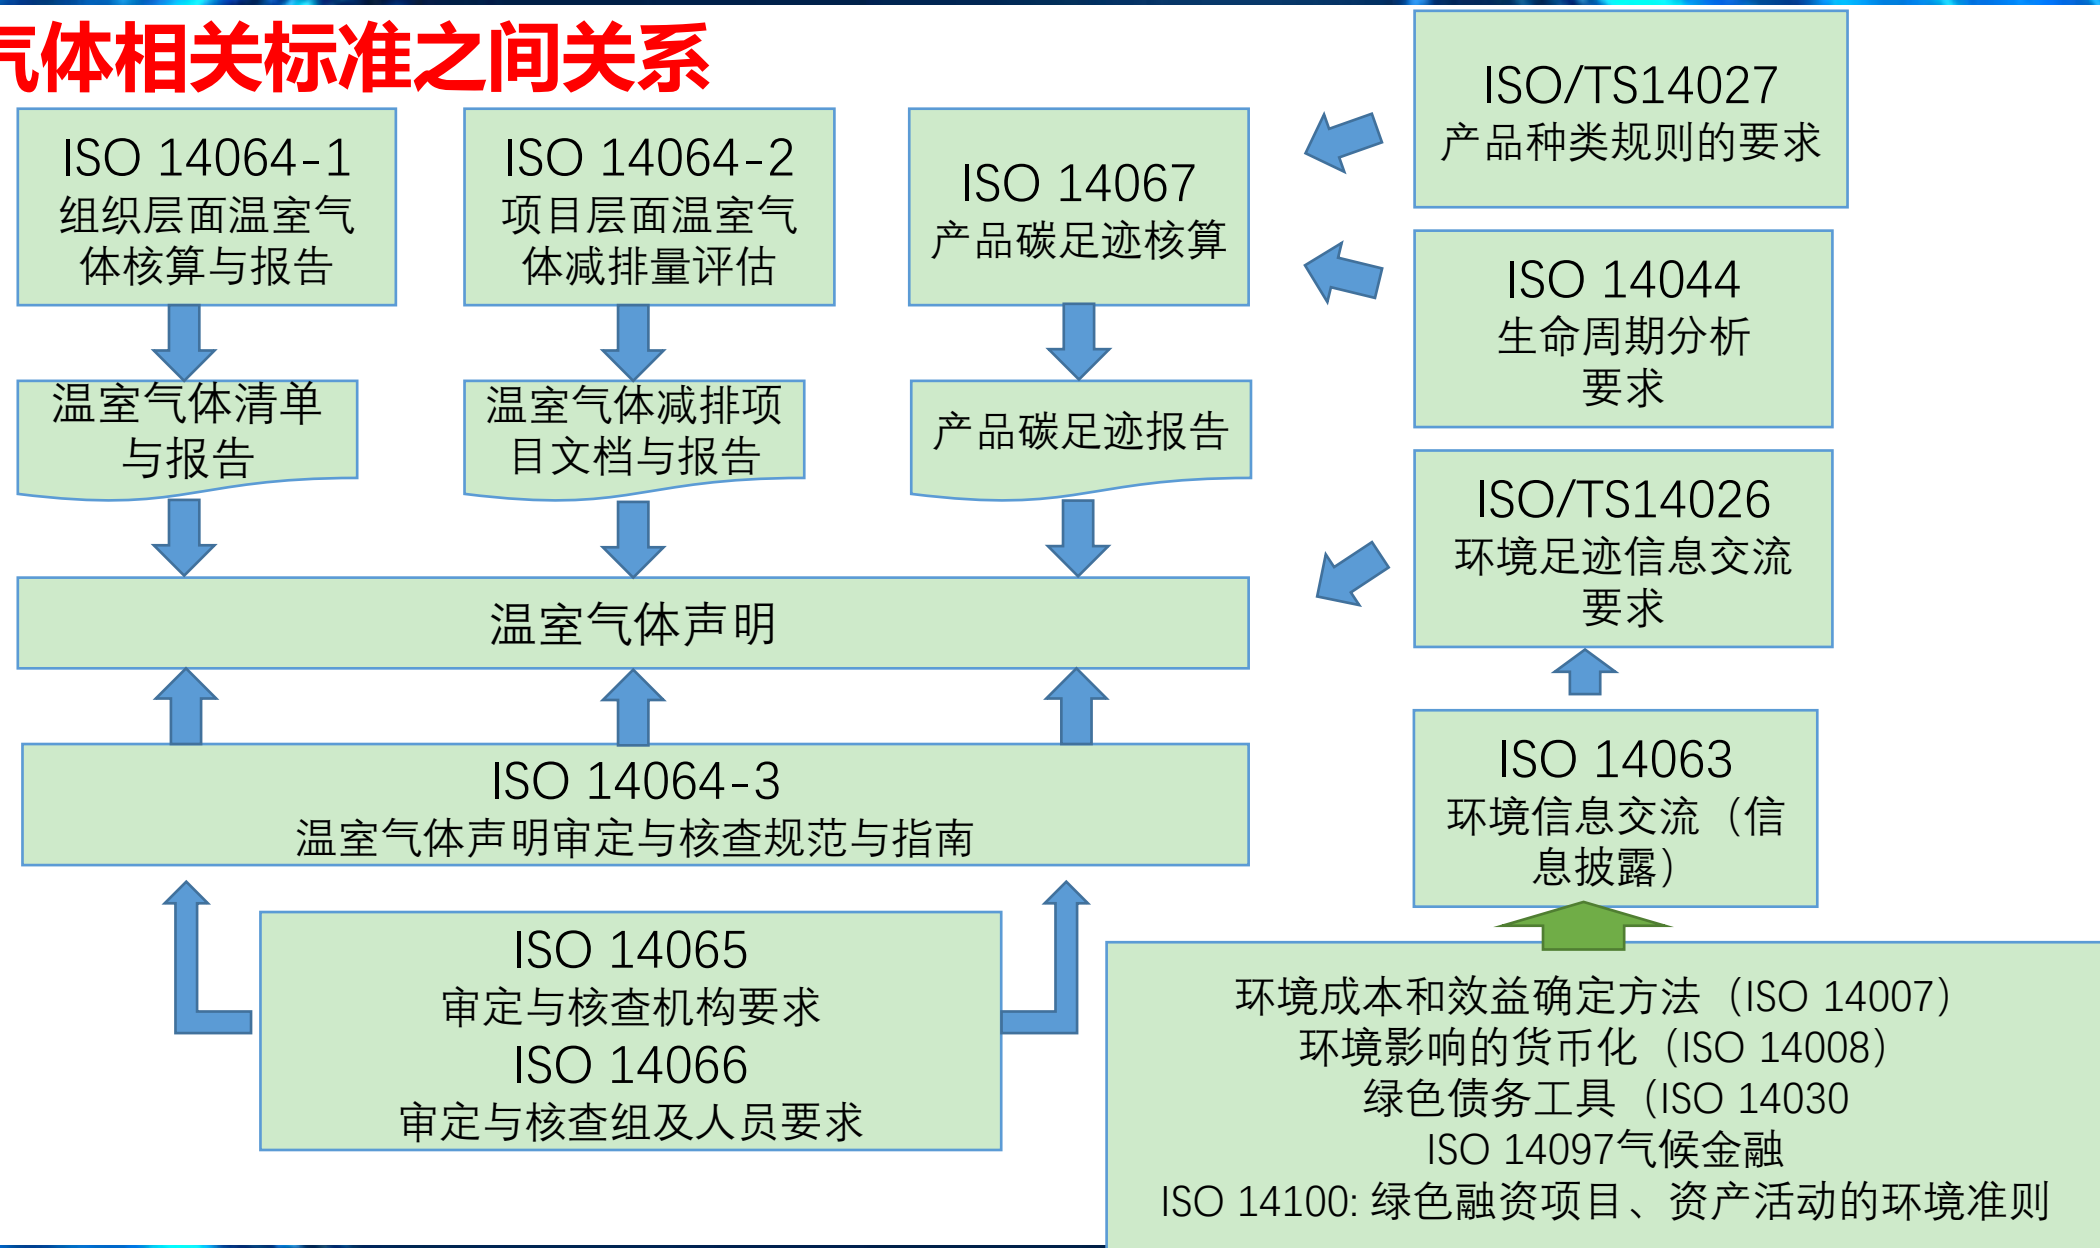 气体相关标准之间关系
ISO 14064-1
组织层面温室气
体核算与报告
ISO 14064-2
项目层面温室气
体减排量评估
ISO 14067
产品碳足迹核算
ISO/TS14027
产品种类规则的要求
ISO 14044
生命周期分析
要求
温室气体清单
与报告
温室气体减排项
目文档与报告
产品碳足迹报告
ISO/TS14026
环境足迹信息交流
要求
温室气体声明
ISO 14064-3
温室气体声明审定与核查规范与指南
ISO 14063
环境信息交流（信
息披露）
ISO 14065
审定与核查机构要求
ISO 14066
审定与核查组及人员要求
环境成本和效益确定方法（ISO 14007）
环境影响的货币化（ISO 14008）
绿色债务工具（ISO 14030
ISO 14097气候金融
ISO 14100: 绿色融资项目、资产活动的环境准则